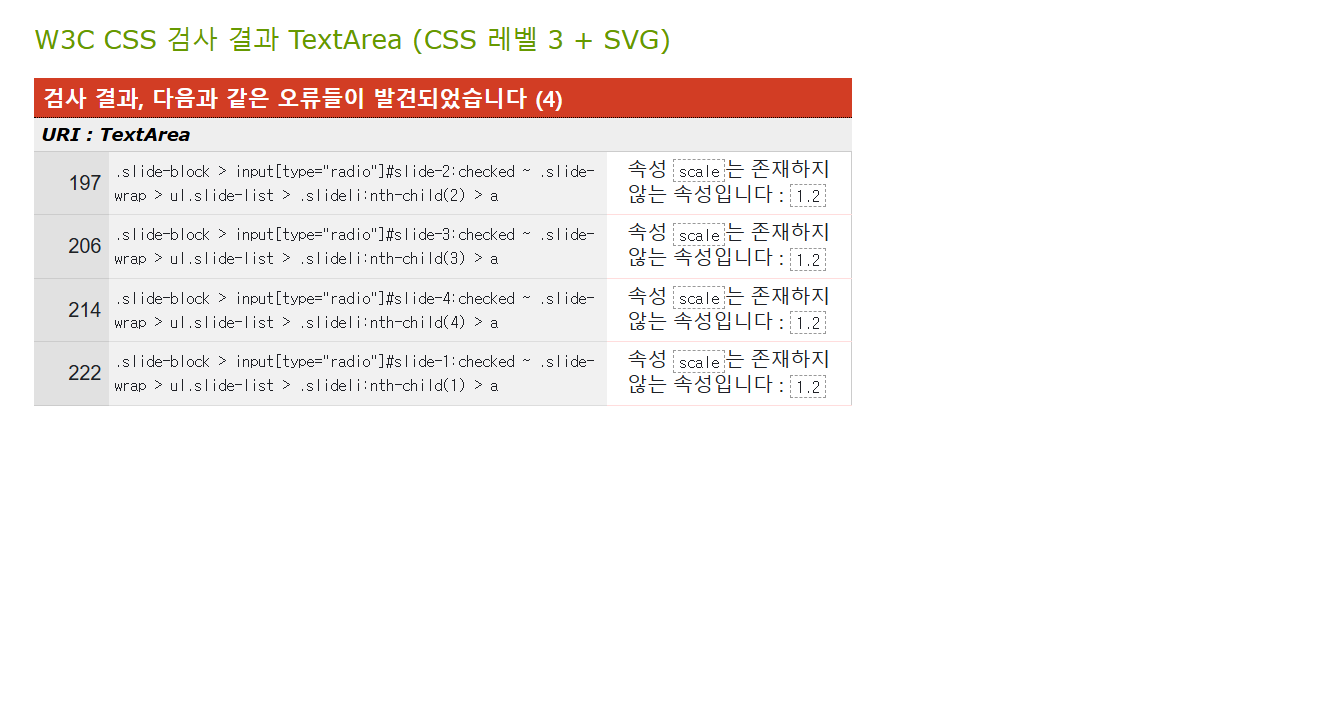 W3C CSS 검사 결과 TextArea (CSS 레벨 3 + SVG)
검사 결과, 다음과 같은 오류들이 발견되었습니다 (4)
URI : TextArea
197 .slide-block > input[type="radio"]#slide-2:checked ~ .slide- 속성 scale는 존재하지
wrap > ul.slide-list > .slideli:nth-child(2) > a 않는 속성입니다 : 1.2
206 .slide-block > input[type="radio"]#slide-3:checked ~ .slide- 속성 scale는 존재하지
wrap > ul.slide-list > .slideli:nth-child(3) > a 않는 속성입니다 : 1.2
214 .slide-block > input[type="radio"]#slide-4:checked ~ .slide- 속성 scale는 존재하지
wrap > ul.slide-list > .slideli:nth-child(4) > a 않는 속성입니다 : 1.2
222 .slide-block > input[type="radio"]#slide-1:checked ~ .slide- 속성 scale는 존재하지
wrap > ul.slide-list > .slideli:nth-child(1) > a 않는 속성입니다 : 1.2